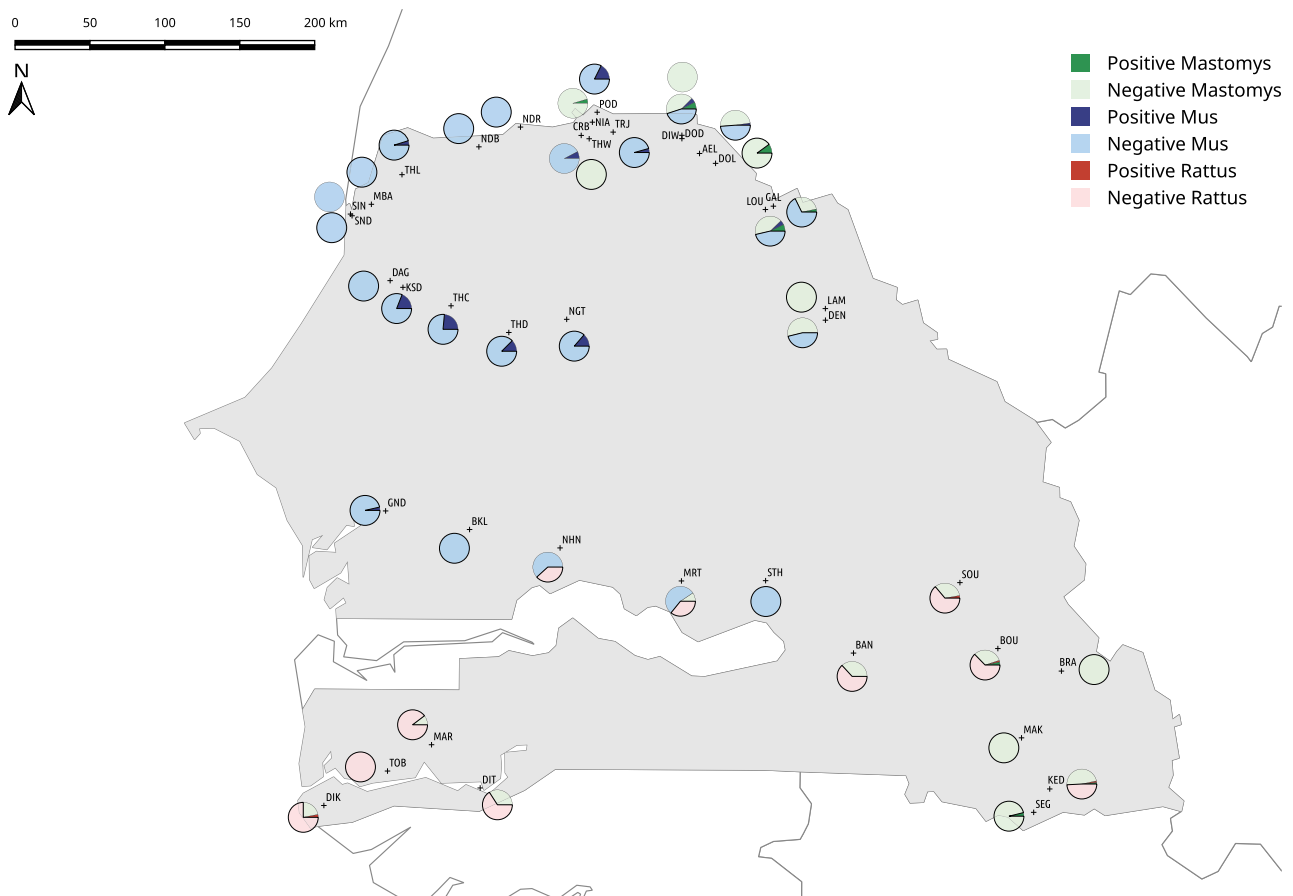 0 50 100 150 200 km
N
Positive Mastomys
Negative Mastomys
Positive Mus
Negative Mus
Positive Rattus
Negative Rattus
POD
NDR
NIA
CRB
TRJ
NDB
THW
DIW
DOD
AEL
DOL
THL
MBA
SIN
SND
LOU
GAL
DAG
KSD
THC
NGT
THD
LAM
DEN
GND
BKL
NHN
MRT
STH
SOU
BAN
BOU
BRA
MAR
MAK
TOB
DIT
KED
DIK
SEG